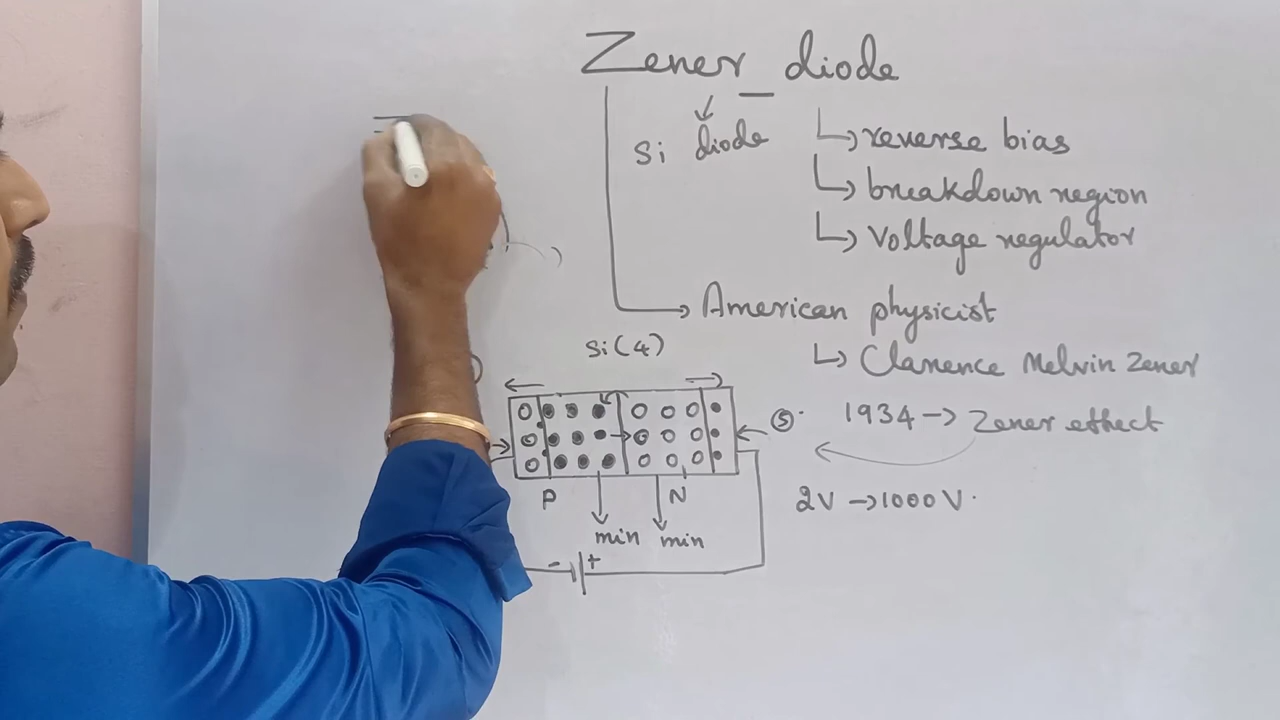 Zener diode
Si diode
reverse bias
breakdown region
Voltage regulator
American physicist
Clarence Melvin Zener
Si(4)
1934 → Zener effect
2V → 1000V.
(5)
P
N
min min
- +